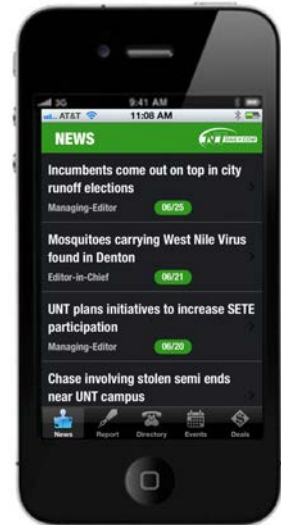 3G 9:41 AM
AT&T 11:08 AM
NEWS
NTDAILY.COM
Incumbents come out on top in city
runoff elections
Managing-Editor 06/25
Mosquitoes carrying West Nile Virus
found in Denton
Editor-in-Chief 06/21
UNT plans initiatives to increase SETE
participation
Managing-Editor 06/20
Chase involving stolen semi ends
near UNT campus
News Report Directory Events Deals